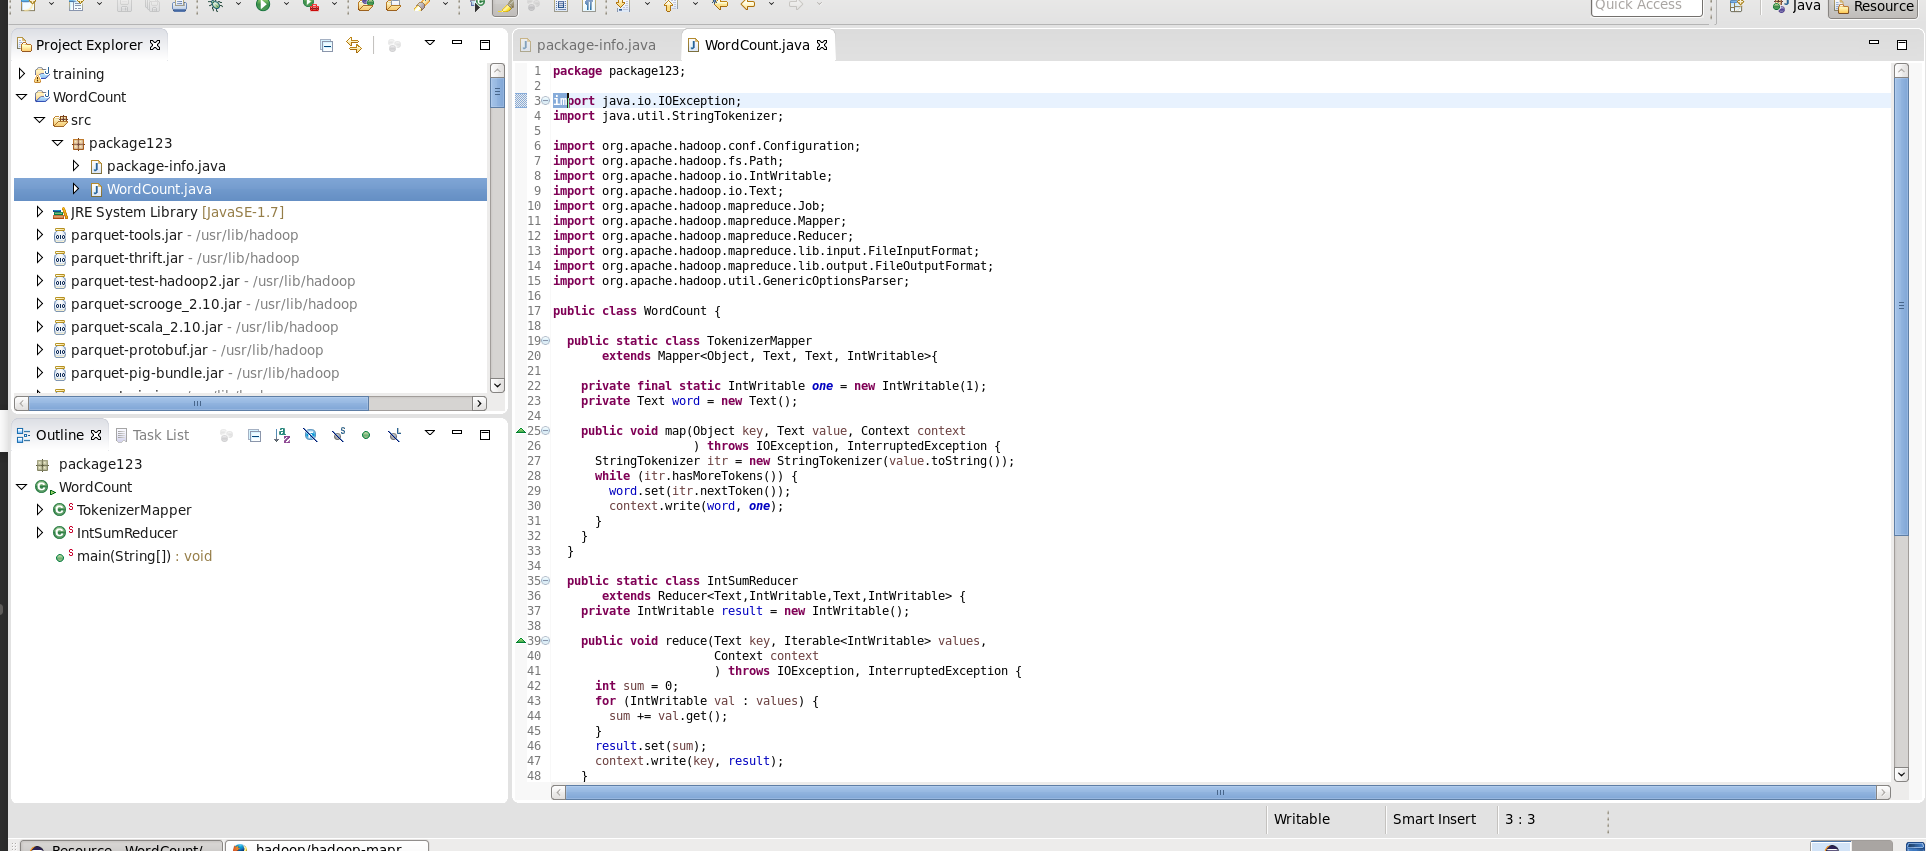 Quick Access
Java
Resource
Project Explorer
training
WordCount
src
package123
package-info.java
WordCount.java
JRE System Library [JavaSE-1.7]
parquet-tools.jar - /usr/lib/hadoop
parquet-thrift.jar - /usr/lib/hadoop
parquet-test-hadoop2.jar - /usr/lib/hadoop
parquet-scrooge_2.10.jar - /usr/lib/hadoop
parquet-scala_2.10.jar - /usr/lib/hadoop
parquet-protobuf.jar - /usr/lib/hadoop
parquet-pig-bundle.jar - /usr/lib/hadoop
Outline
Task List
package123
WordCount
TokenizerMapper
IntSumReducer
main(String[]) : void
package-info.java
WordCount.java
1 package package123;
2
3 import java.io.IOException;
4 import java.util.StringTokenizer;
5
6 import org.apache.hadoop.conf.Configuration;
7 import org.apache.hadoop.fs.Path;
8 import org.apache.hadoop.io.IntWritable;
9 import org.apache.hadoop.io.Text;
10 import org.apache.hadoop.mapreduce.Job;
11 import org.apache.hadoop.mapreduce.Mapper;
12 import org.apache.hadoop.mapreduce.Reducer;
13 import org.apache.hadoop.mapreduce.lib.input.FileInputFormat;
14 import org.apache.hadoop.mapreduce.lib.output.FileOutputFormat;
15 import org.apache.hadoop.util.GenericOptionsParser;
16
17 public class WordCount {
18
19 public static class TokenizerMapper
20 extends Mapper<Object, Text, Text, IntWritable>{
21
22 private final static IntWritable one = new IntWritable(1);
23 private Text word = new Text();
24
25 public void map(Object key, Text value, Context context
26 ) throws IOException, InterruptedException {
27 StringTokenizer itr = new StringTokenizer(value.toString());
28 while (itr.hasMoreTokens()) {
29 word.set(itr.nextToken());
30 context.write(word, one);
31 }
32 }
33 }
34
35 public static class IntSumReducer
36 extends Reducer<Text,IntWritable,Text,IntWritable> {
37 private IntWritable result = new IntWritable();
38
39 public void reduce(Text key, Iterable<IntWritable> values,
40 Context context
41 ) throws IOException, InterruptedException {
42 int sum = 0;
43 for (IntWritable val : values) {
44 sum += val.get();
45 }
46 result.set(sum);
47 context.write(key, result);
48 }
Writable
Smart Insert
3 : 3
Resource - WordCount/
hadoop/hadoop-mapr